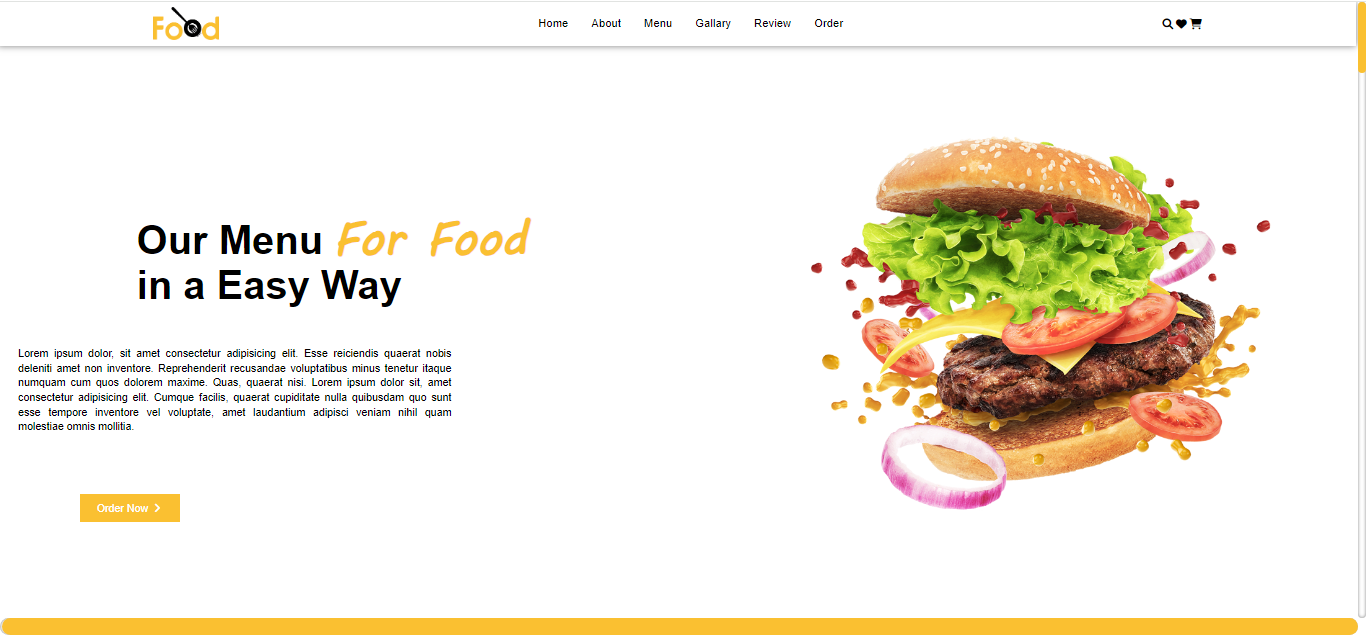 Food
Home About Menu Gallary Review Order
Our Menu For Food
in a Easy Way
Lorem ipsum dolor, sit amet consectetur adipisicing elit. Esse reiciendis quaerat nobis
deleniti amet non inventore. Reprehenderit recusandae voluptatibus minus tenetur itaque
numquam cum quos dolorem maxime. Quas, quaerat nisi. Lorem ipsum dolor sit, amet
consectetur adipisicing elit. Cumque facilis, quaerat cupiditate nulla quibusdam quo sunt
esse tempore inventore vel voluptate, amet laudantium adipisci veniam nihil quam
molestiae omnis mollitia.
Order Now